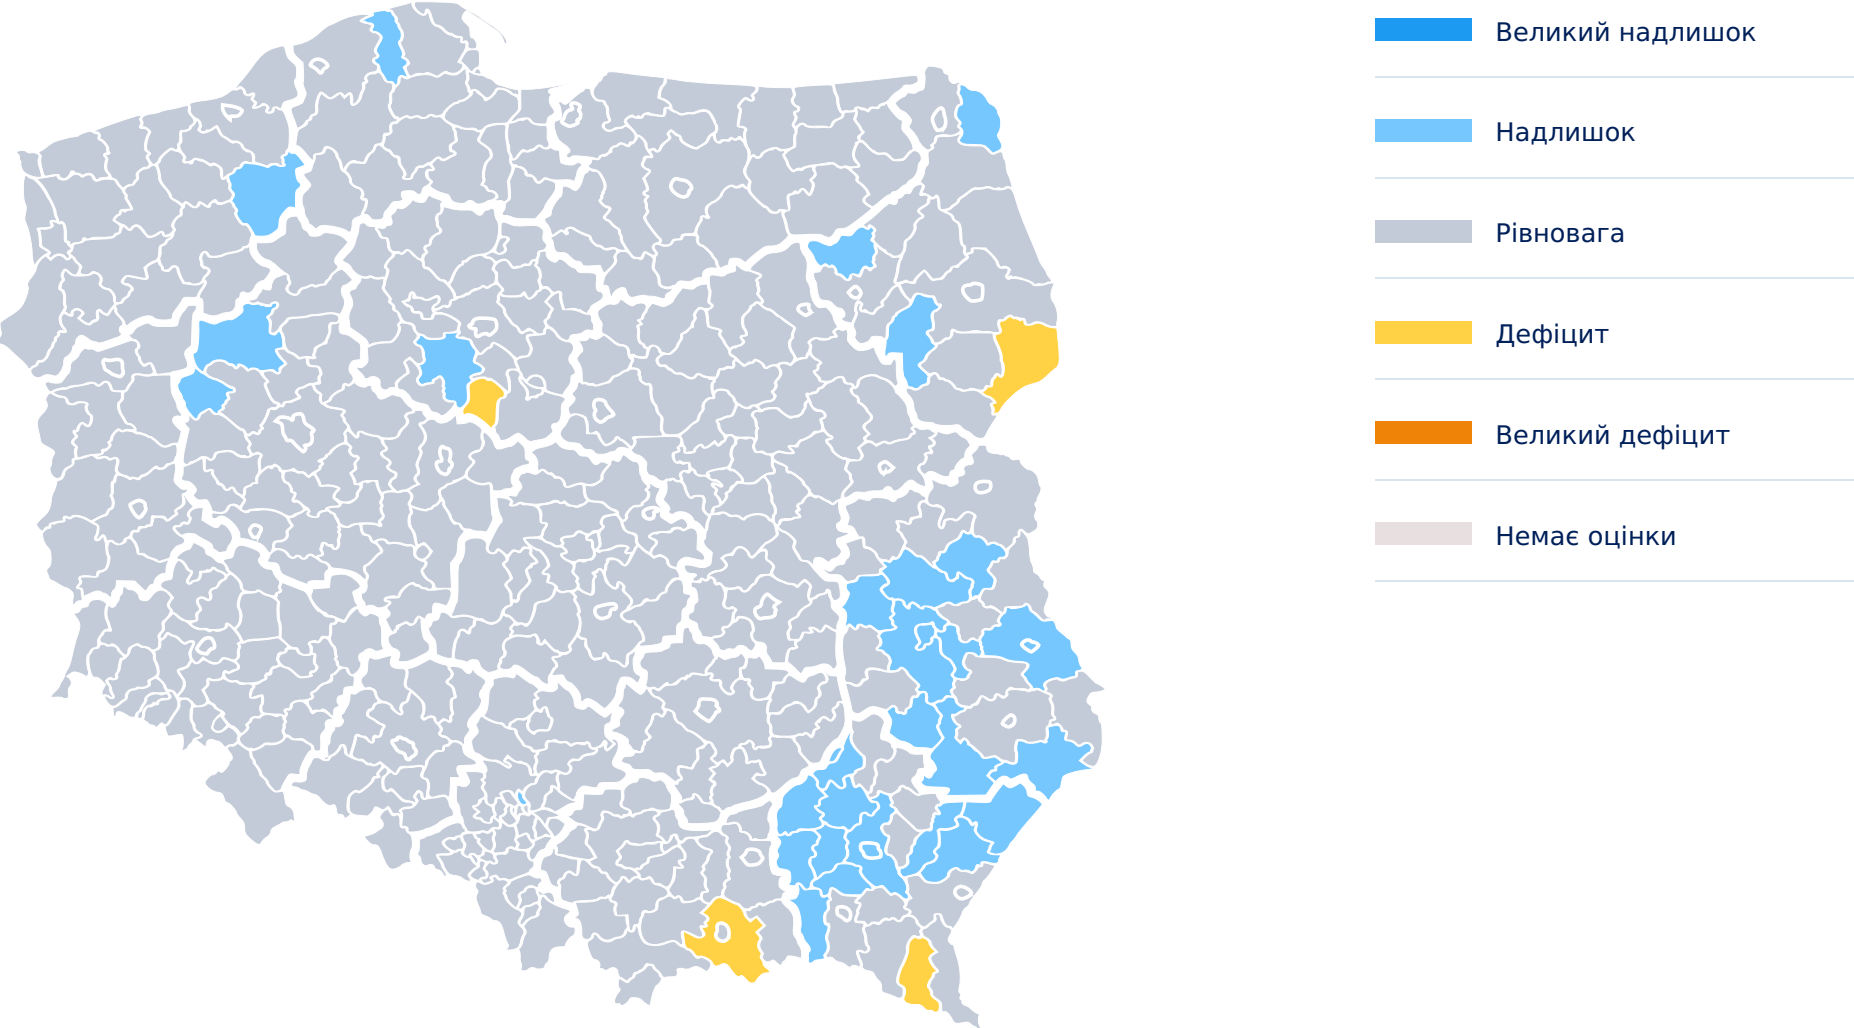 Великий надлишок
Надлишок
Рівновага
Дефіцит
Великий дефіцит
Немає оцінки